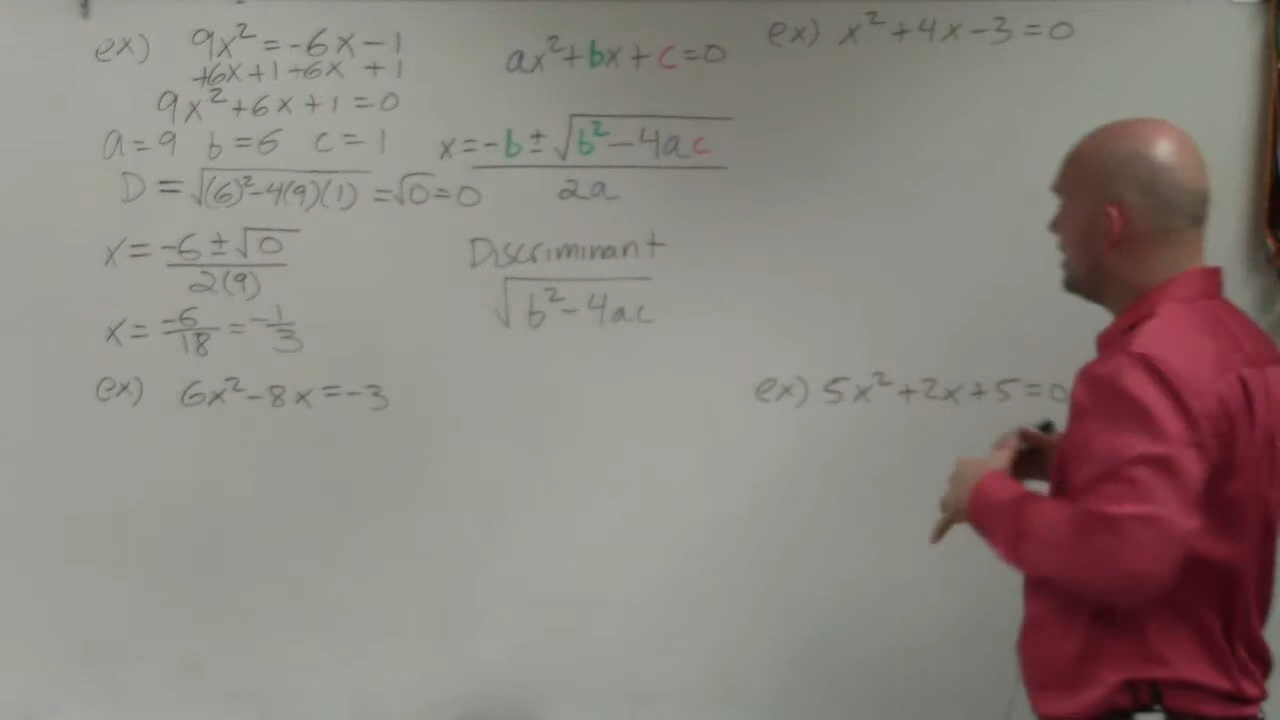 ex) 9x² = -6x - 1
+6x + 1 +6x + 1
9x² + 6x + 1 = 0
a = 9 b = 6 c = 1
D = √(6)² - 4(9)(1) = √0 = 0
x = -6 ± √0 / 2(9)
x = -6/18 = -1/3
ex) 6x² - 8x = -3
ax² + bx + c = 0
x = -b ± √b² - 4ac / 2a
Discriminant
√b² - 4ac
ex) x² + 4x - 3 = 0
ex) 5x² + 2x + 5 = 0